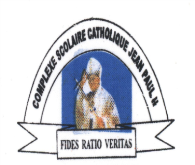 COMPLEXE SCOLAIRE CATHOLIQUE JEAN PAUL II
FIDES RATIO VERITAS